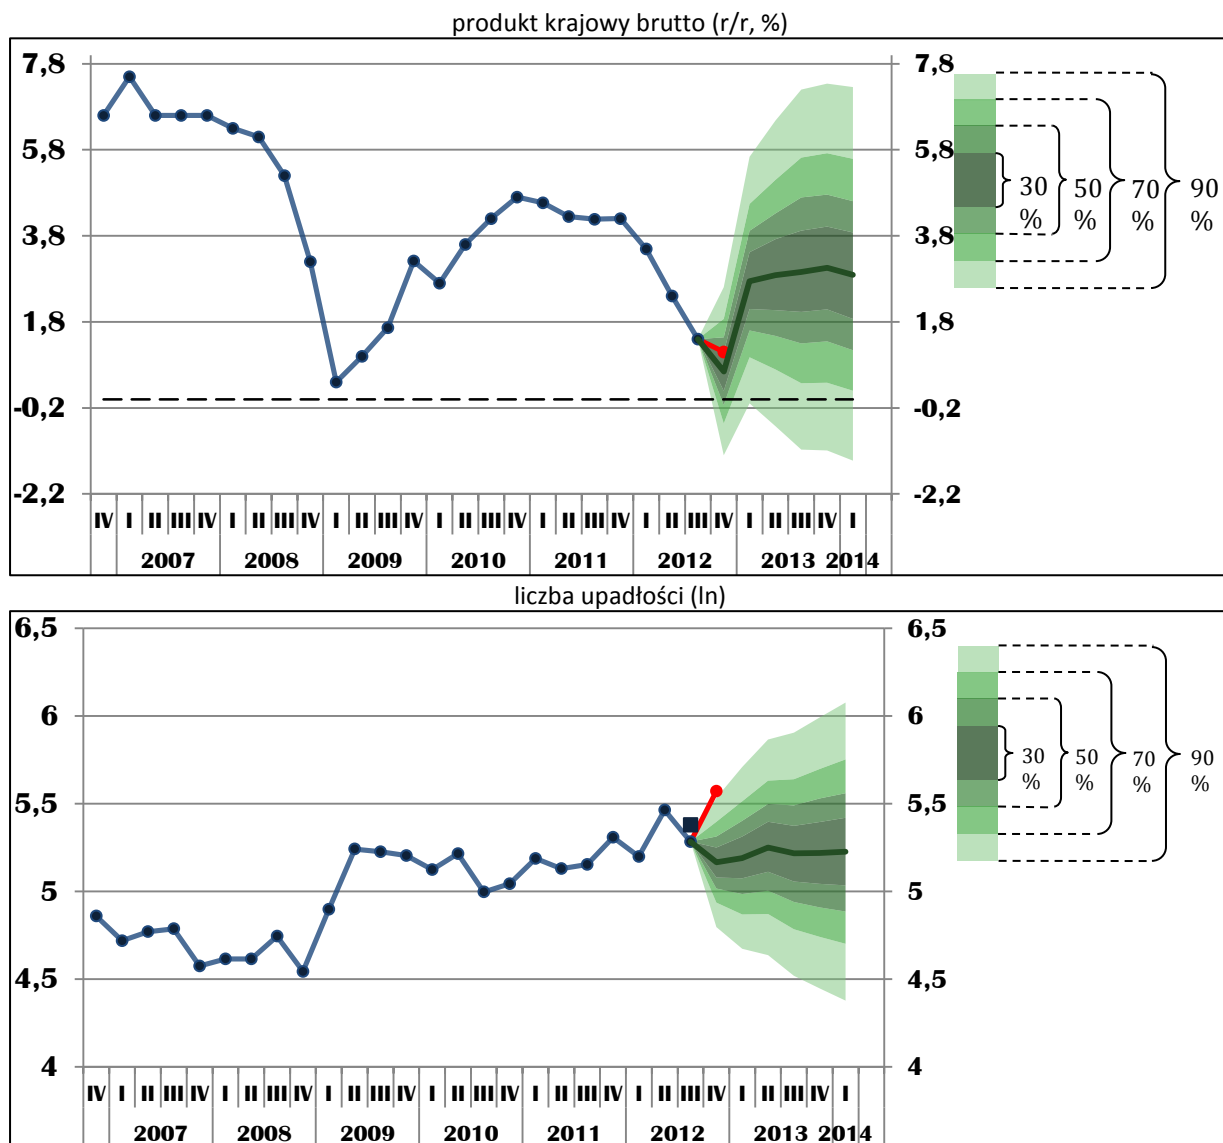 produkt krajowy brutto (r/r, %)
7,8 7,8
5,8 5,8
3,8 3,8
1,8 1,8
-0,2 -0,2
-2,2 -2,2
30 % 50 % 70 % 90 %
IV I II III IV I II III IV I II III IV I II III IV I II III IV I II III IV I II III IV I
2007 2008 2009 2010 2011 2012 2013 2014
liczba upadłości (ln)
6,5 6,5
6 6
5,5 5,5
5 5
4,5 4,5
4 4
30 % 50 % 70 % 90 %
IV I II III IV I II III IV I II III IV I II III IV I II III IV I II III IV I II III IV I
2007 2008 2009 2010 2011 2012 2013 2014